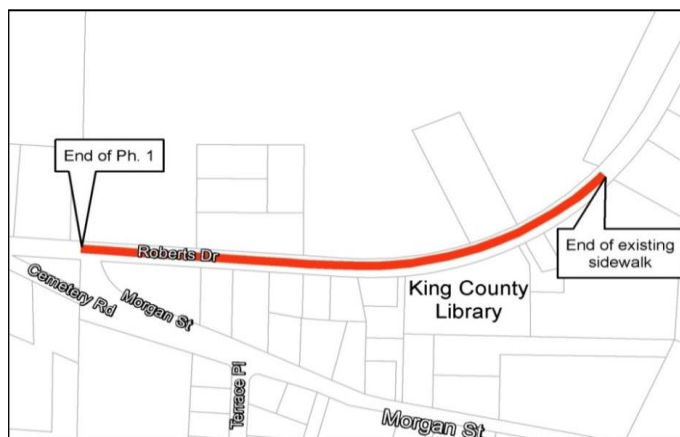 End of Ph. 1
Roberts Dr
End of existing
sidewalk
Cemetery Rd
Morgan St
King County
Library
Terrace Pl
Morgan St